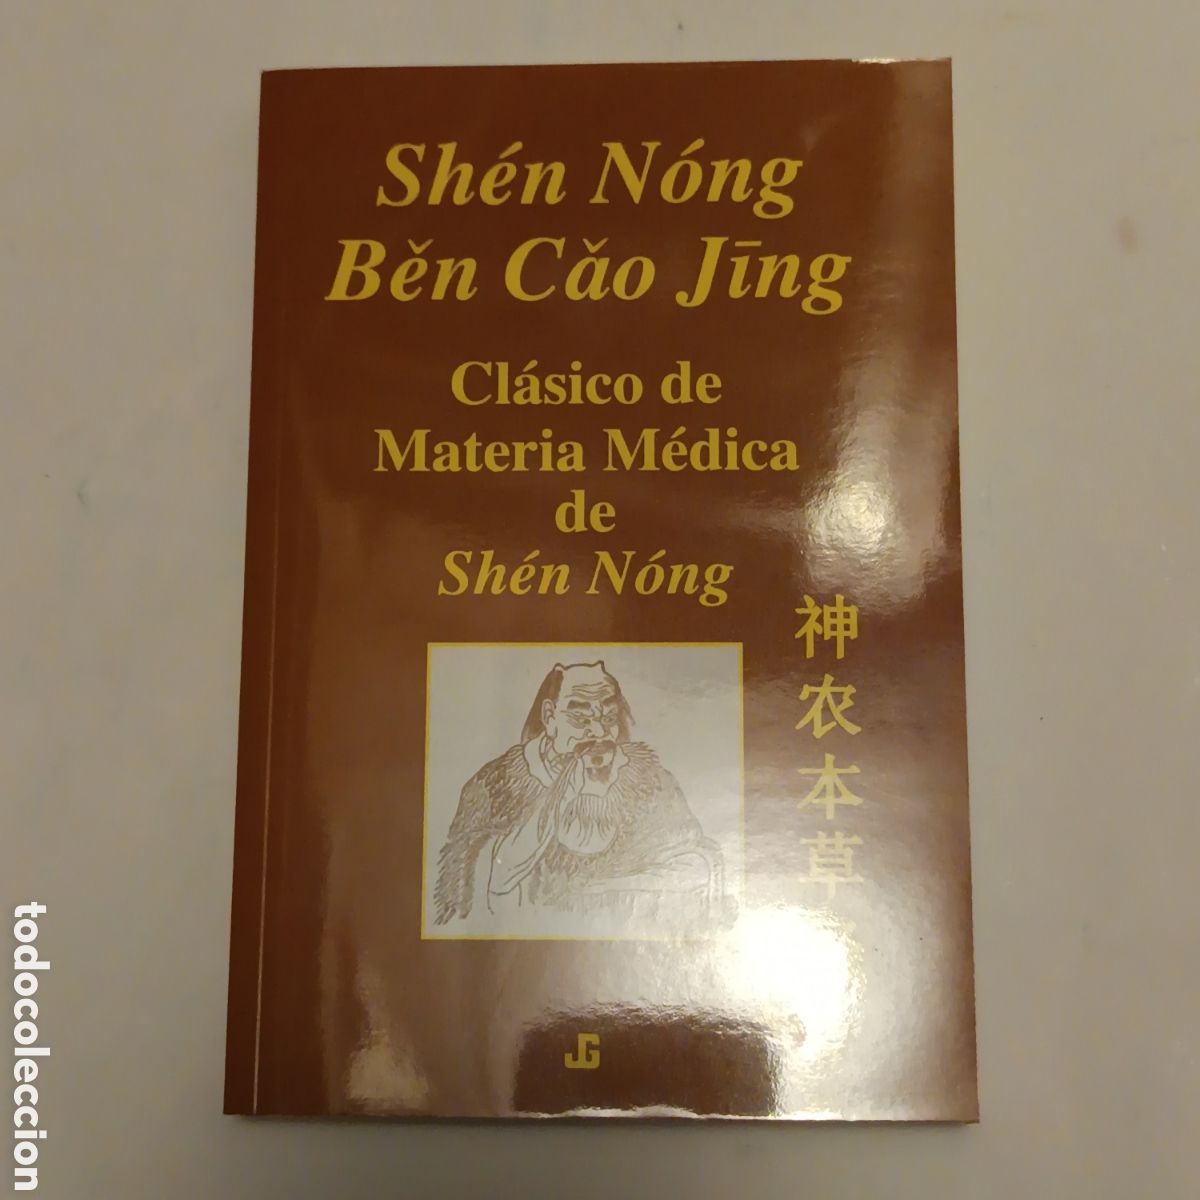 Shén Nóng
Běn Cǎo Jīng
Clásico de
Materia Médica
de
Shén Nóng
神农本草
JG
todocoleccion